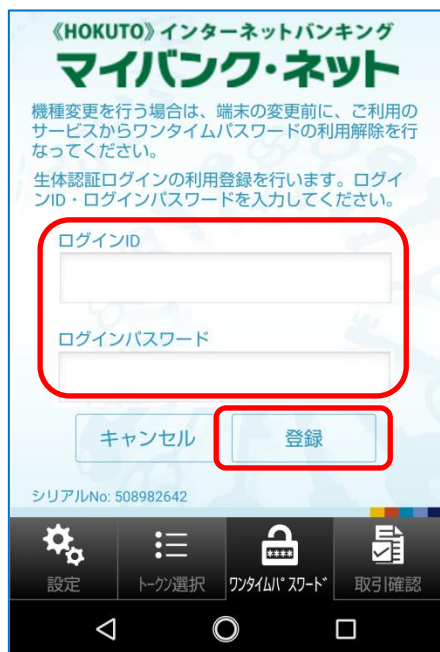 《HOKUTO》インターネットバンキング
マイバンク・ネット
機種変更を行う場合は、端末の変更前に、ご利用の
サービスからワンタイムパスワードの利用解除を行
なってください。
生体認証ログインの利用登録を行います。ログイ
ンID・ログインパスワードを入力してください。
ログインID
ログインパスワード
キャンセル 登録
シリアルNo: 508982642
****
設定 トークン選択 ワンタイムパスワード 取引確認